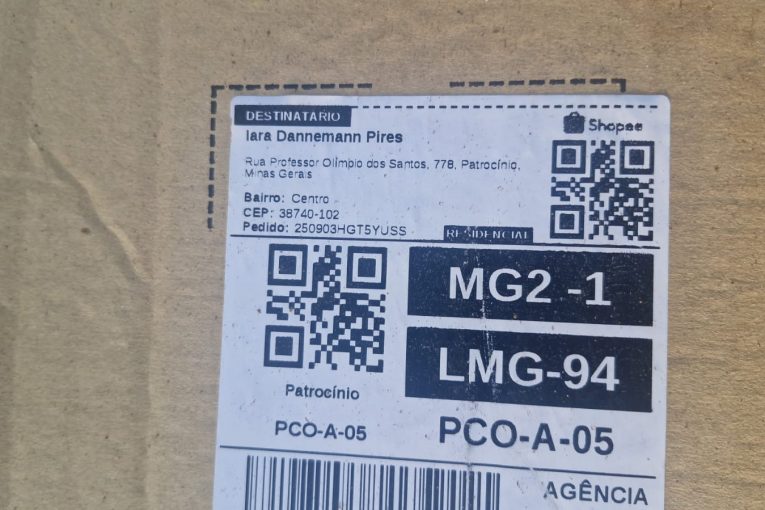 DESTINATÁRIO
Iara Dannemann Pires
Shopee
Rua Professor Olímpio dos Santos, 778, Patrocínio,
Minas Gerais
Bairro: Centro
CEP: 38740-102
Pedido: 250903HGT5YUSS
RESIDENCIAL
MG2 -1
LMG-94
Patrocínio
PCO-A-05
PCO-A-05
AGÊNCIA